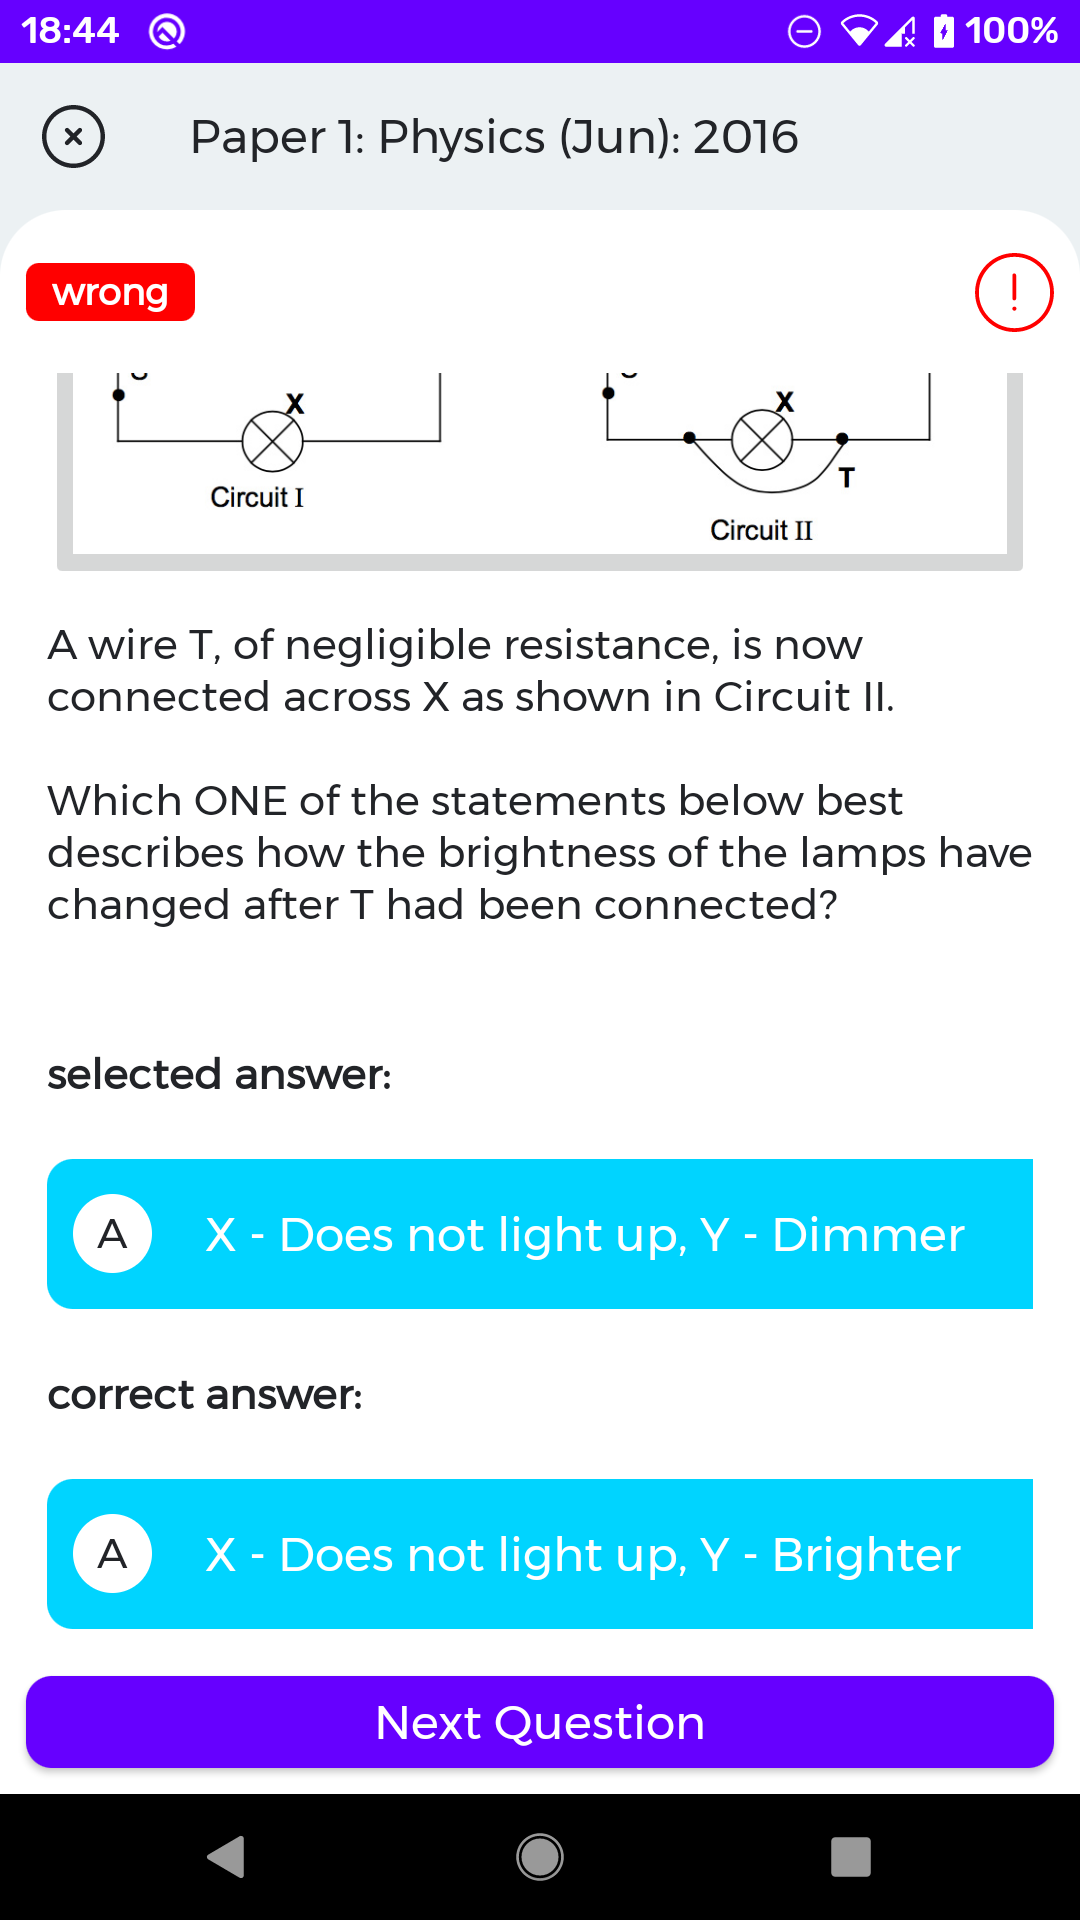 18:44
100%
Paper 1: Physics (Jun): 2016
wrong
!
X
X
T
Circuit I
Circuit II
A wire T, of negligible resistance, is now
connected across X as shown in Circuit II.
Which ONE of the statements below best
describes how the brightness of the lamps have
changed after T had been connected?
selected answer:
A X - Does not light up, Y - Dimmer
correct answer:
A X - Does not light up, Y - Brighter
Next Question